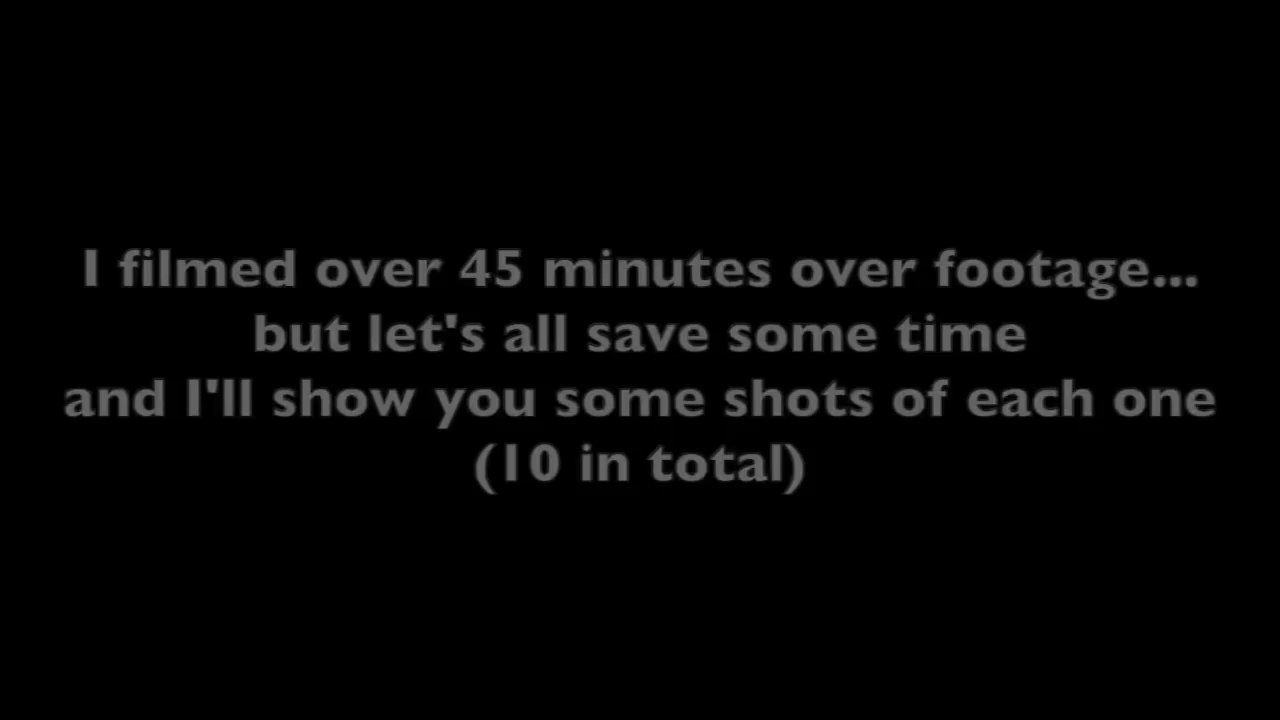 I filmed over 45 minutes over footage...
but let's all save some time
and I'll show you some shots of each one
(10 in total)